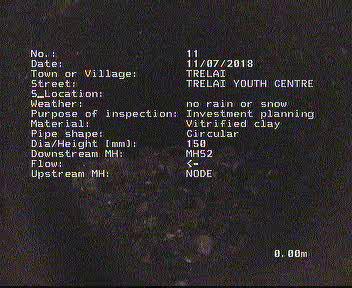 No.: 11
Date: 11/07/2018
Town or Village: TRELAI
Street: TRELAI YOUTH CENTRE
S_Location:
Weather: no rain or snow
Purpose of inspection: Investment planning
Material: Vitrified clay
Pipe shape: Circular
Dia/Height [mm]: 150
Downstream MH: MH52
Flow: <-
Upstream MH: NODE
0.00m